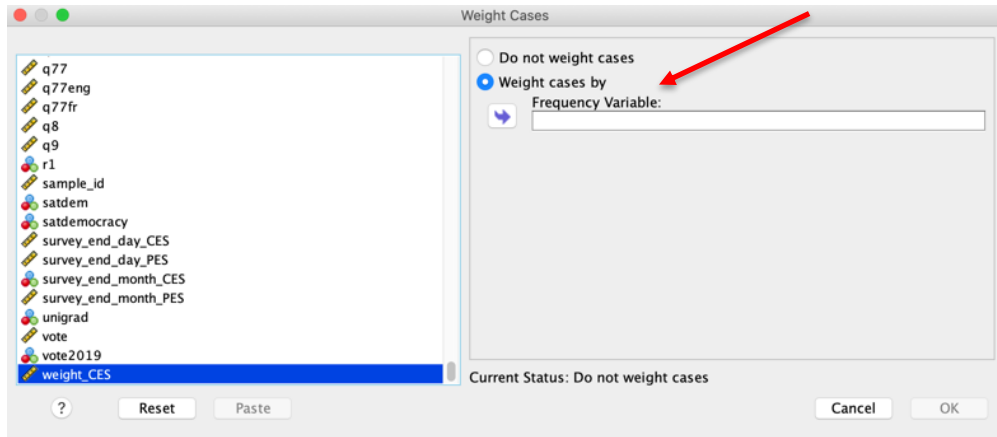 Weight Cases
q77
q77eng
q77fr
q8
q9
r1
sample_id
satdem
satdemocracy
survey_end_day_CES
survey_end_day_PES
survey_end_month_CES
survey_end_month_PES
unigrad
vote
vote2019
weight_CES
Do not weight cases
Weight cases by
Frequency Variable:
Current Status: Do not weight cases
? Reset Paste Cancel OK